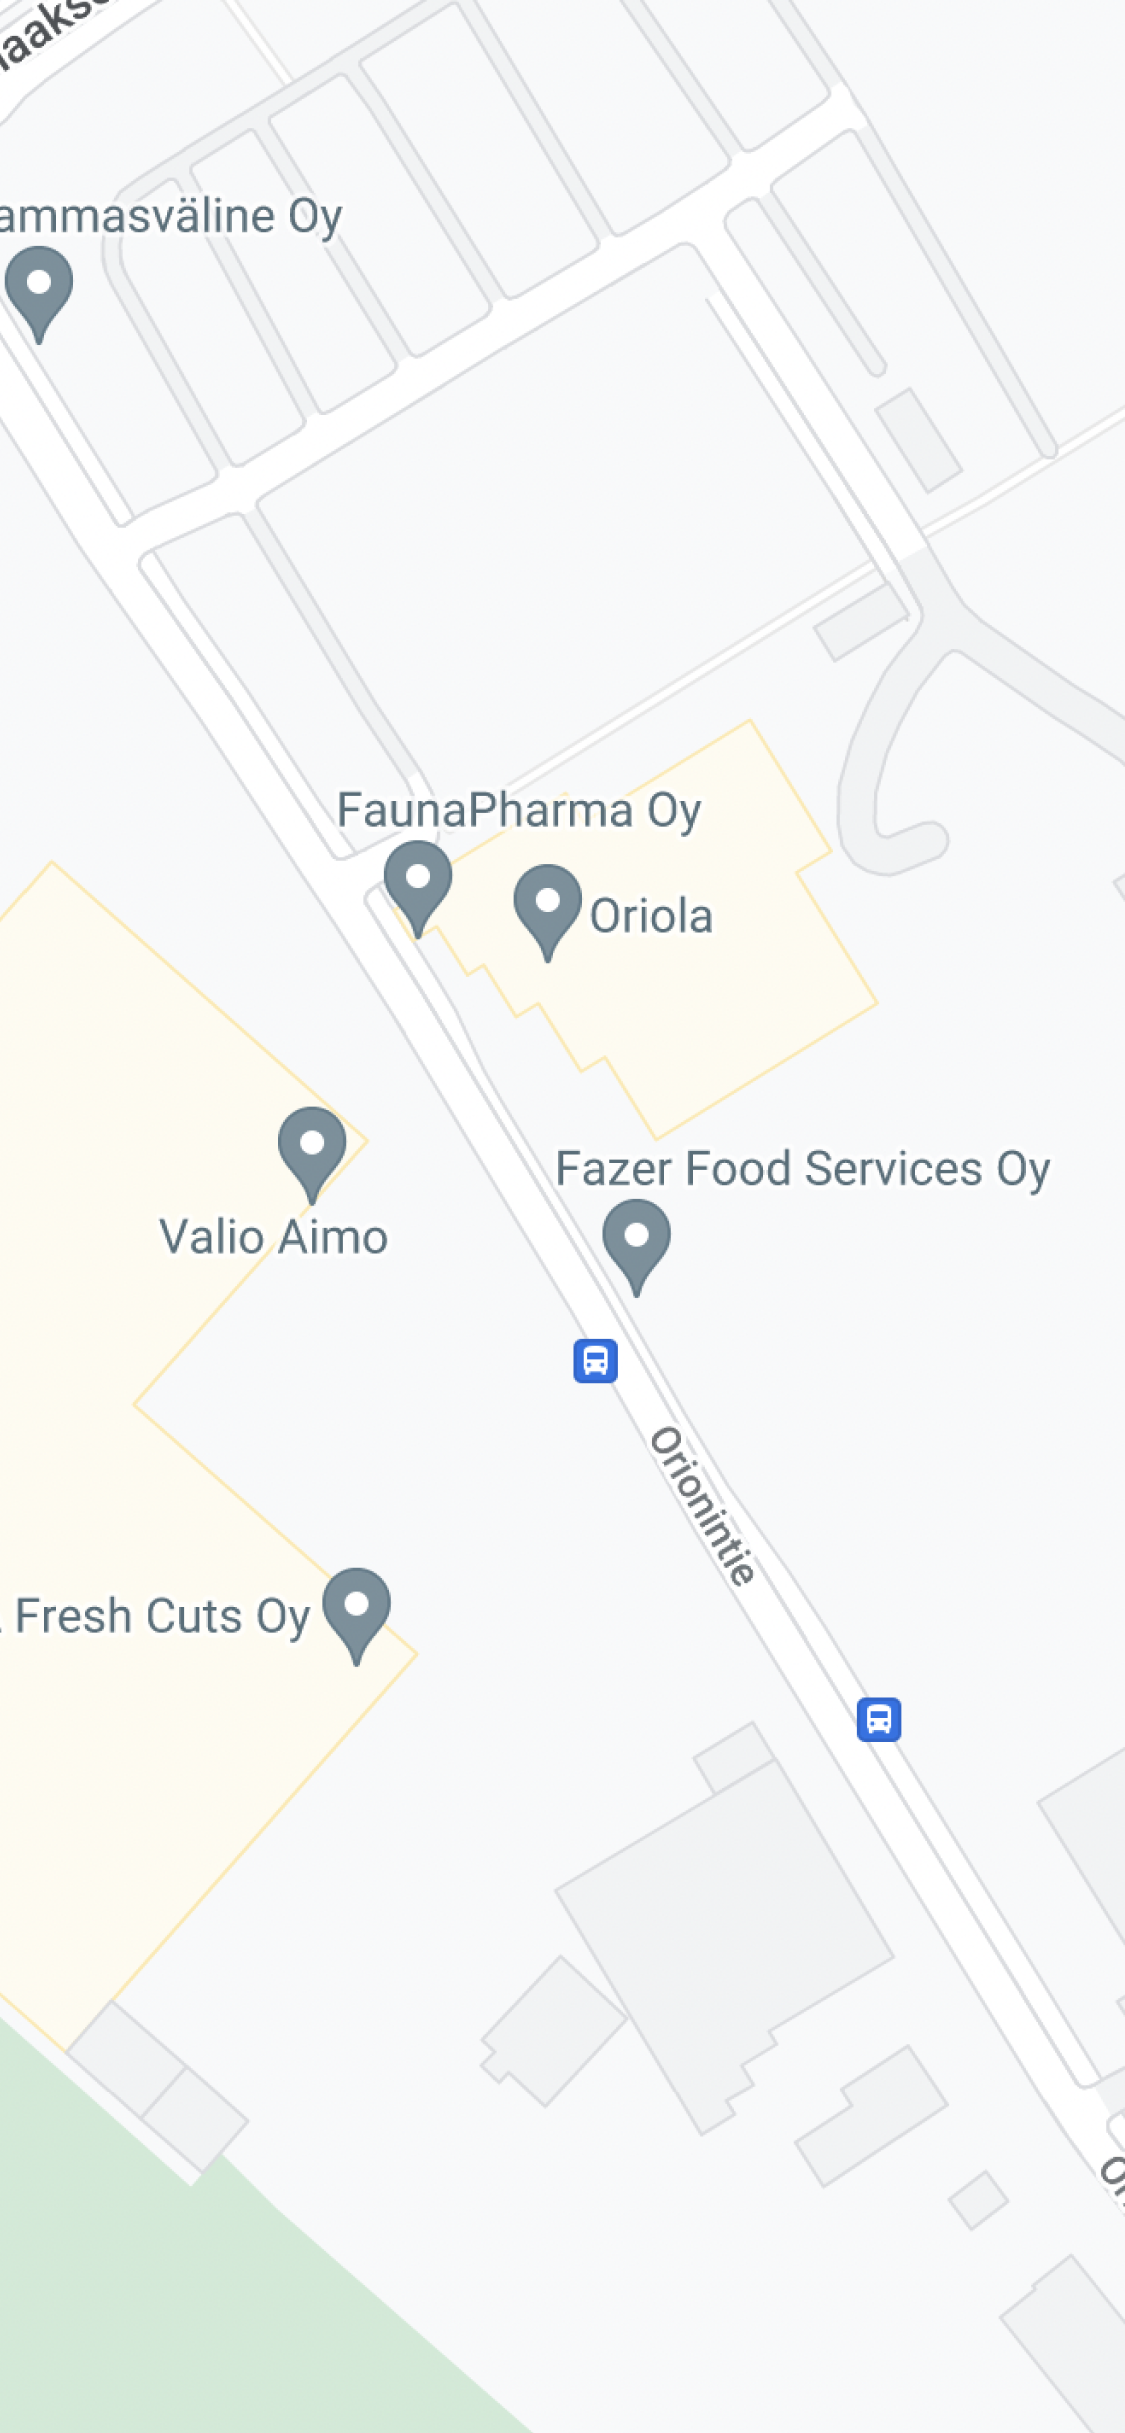 ammasväline Oy
FaunaPharma Oy
Oriola
Valio Aimo
Fazer Food Services Oy
Orionintie
Fresh Cuts Oy